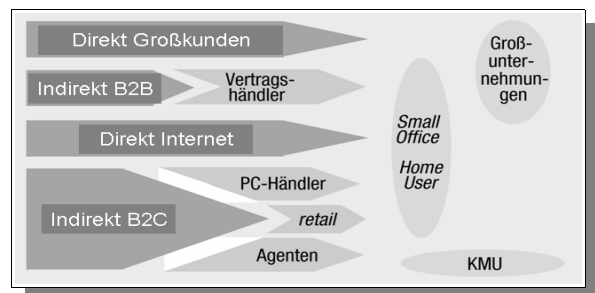 Direkt Großkunden
Indirekt B2B
Vertrags-
händler
Direkt Internet
Indirekt B2C
PC-Händler
retail
Agenten
Small
Office
Home
User
Groß-
unter-
nehmun-
gen
KMU